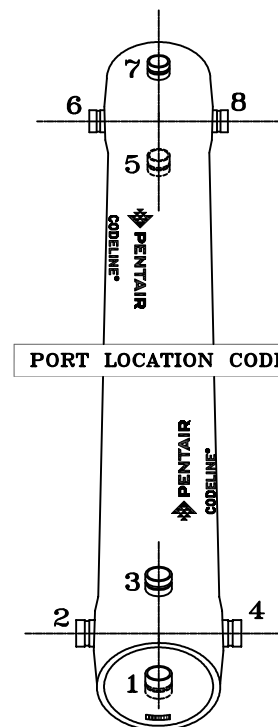 7
6 8
5
CODELINE®
PENTAIR
PORT LOCATION CODE
PENTAIR
CODELINE®
3
2 4
1